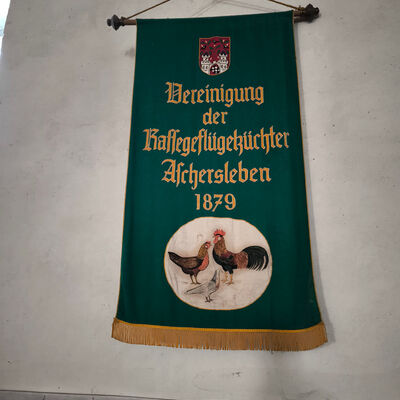 Vereinigung
der
Rassegeflügelzüchter
Aschersleben
1879